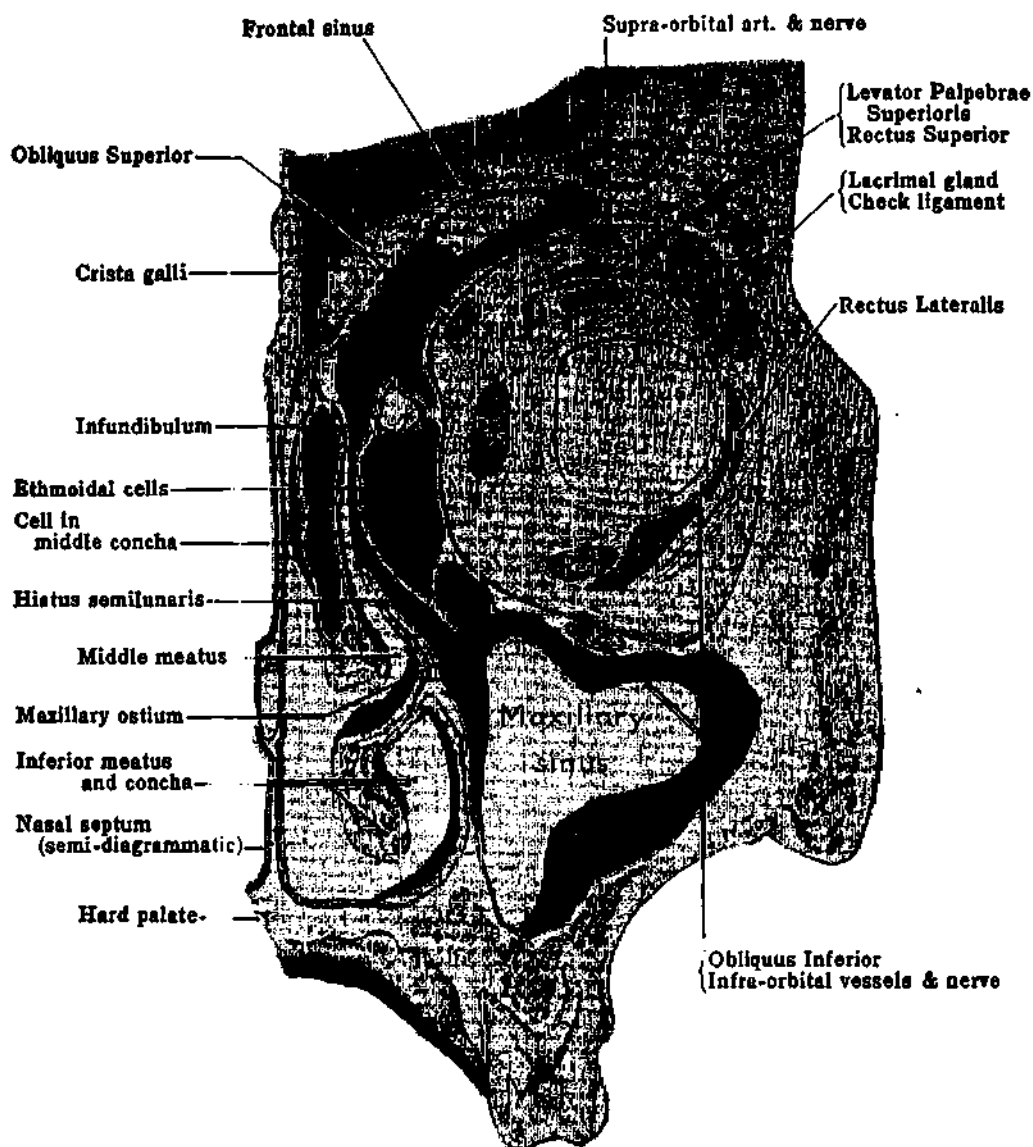 Frontal sinus
Supra-orbital art. & nerve
Levator Palpebrae
Superioris
Rectus Superior
Obliquus Superior
Lacrimal gland
Check ligament
Crista galli
Rectus Lateralis
Infundibulum
Ethmoidal cells
Cell in
middle concha
Hiatus semilunaris
Middle meatus
Maxillary ostium
Maxillary
sinus
Inferior meatus
and concha
Nasal septum
(semi-diagrammatic)
Hard palate
Obliquus Inferior
Infra-orbital vessels & nerve